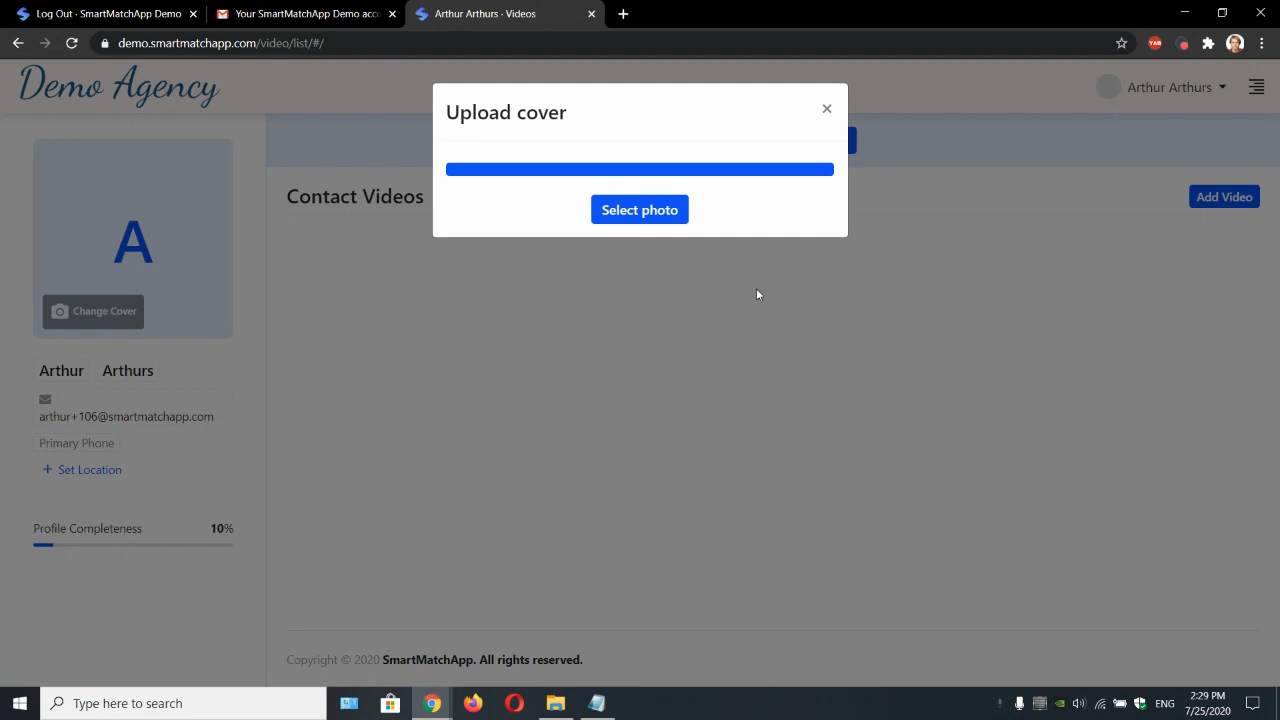 Log Out - SmartMatchApp Demo
Your SmartMatchApp Demo acc
Arthur Arthurs - Videos
demo.smartmatchapp.com/video/list/#/
YAB
Demo Agency
Arthur Arthurs
Upload cover
Select photo
Contact Videos
Add Video
A
Change Cover
Arthur Arthurs
arthur+106@smartmatchapp.com
Primary Phone
+ Set Location
Profile Completeness 10%
Copyright © 2020 SmartMatchApp. All rights reserved.
Type here to search
2:29 PM
7/25/2020